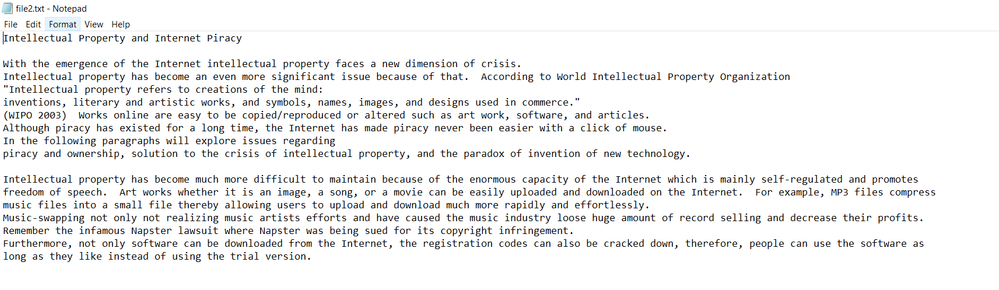 file2.txt - Notepad
File Edit Format View Help
Intellectual Property and Internet Piracy
With the emergence of the Internet intellectual property faces a new dimension of crisis.
Intellectual property has become an even more significant issue because of that.  According to World Intellectual Property Organization
"Intellectual property refers to creations of the mind:
inventions, literary and artistic works, and symbols, names, images, and designs used in commerce."
(WIPO 2003)  Works online are easy to be copied/reproduced or altered such as art work, software, and articles.
Although piracy has existed for a long time, the Internet has made piracy never been easier with a click of mouse.
In the following paragraphs will explore issues regarding
piracy and ownership, solution to the crisis of intellectual property, and the paradox of invention of new technology.
Intellectual property has become much more difficult to maintain because of the enormous capacity of the Internet which is mainly self-regulated and promotes
freedom of speech.  Art works whether it is an image, a song, or a movie can be easily uploaded and downloaded on the Internet.  For example, MP3 files compress
music files into a small file thereby allowing users to upload and download much more rapidly and effortlessly.
Music-swapping not only not realizing music artists efforts and have caused the music industry loose huge amount of record selling and decrease their profits.
Remember the infamous Napster lawsuit where Napster was being sued for its copyright infringement.
Furthermore, not only software can be downloaded from the Internet, the registration codes can also be cracked down, therefore, people can use the software as
long as they like instead of using the trial version.